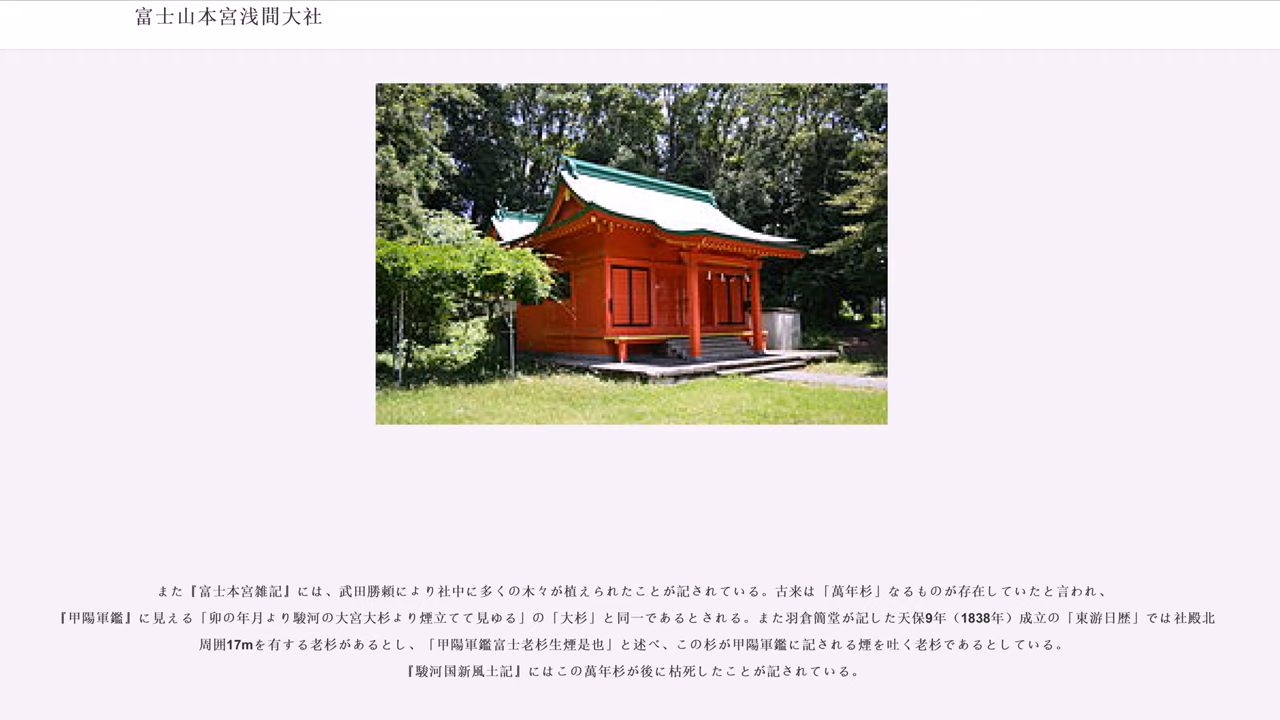 富士山本宮浅間大社
また『富士本宮雑記』には、武田勝頼により社中に多くの木々が植えられたことが記されている。古来は「萬年杉」なるものが存在していたと言われ、
『甲陽軍鑑』に見える「卯の年月より駿河の大宮大杉より煙立てて見ゆる」の「大杉」と同一であるとされる。また羽倉簡堂が記した天保9年（1838年）成立の「東游日歴」では社殿北
周囲17mを有する老杉があるとし、「甲陽軍鑑富士老杉生煙是也」と述べ、この杉が甲陽軍鑑に記される煙を吐く老杉であるとしている。
『駿河国新風土記』にはこの萬年杉が後に枯死したことが記されている。